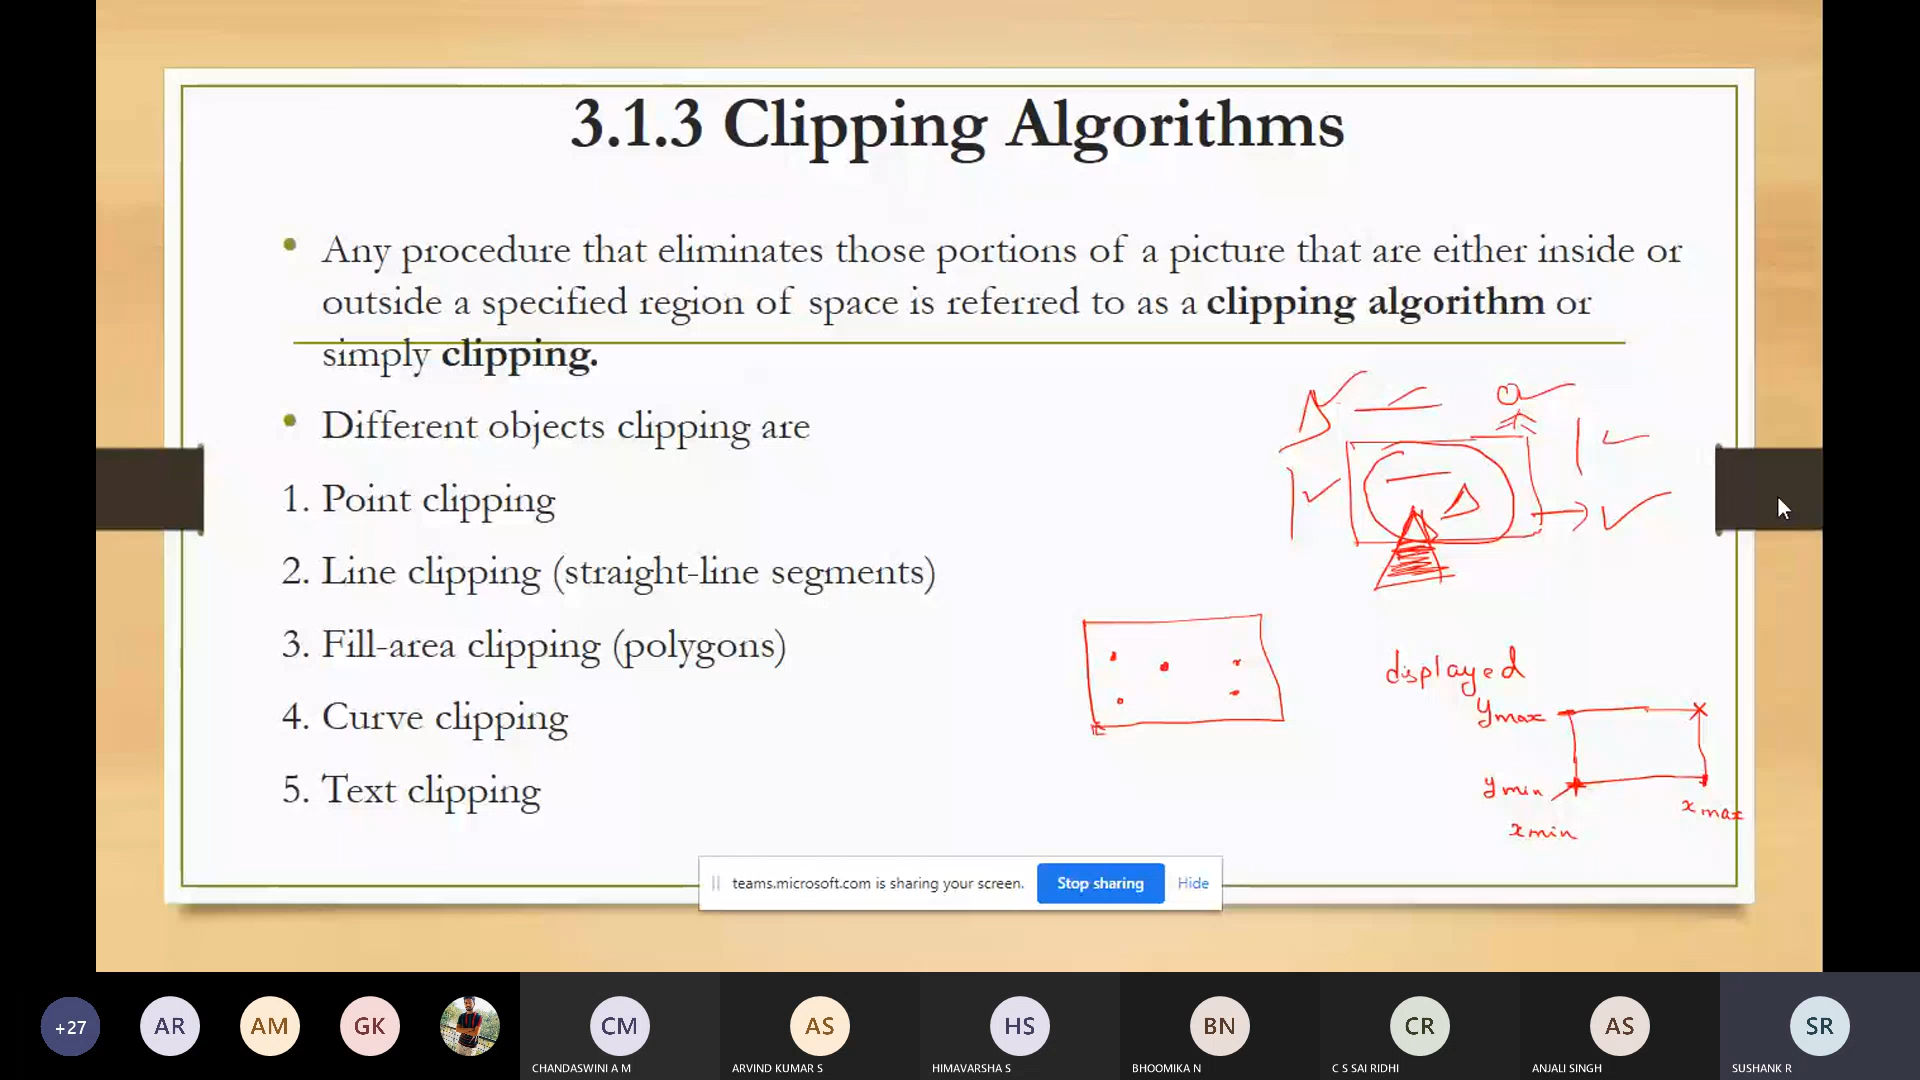 3.1.3 Clipping Algorithms
• Any procedure that eliminates those portions of a picture that are either inside or
outside a specified region of space is referred to as a clipping algorithm or
simply clipping.
• Different objects clipping are
1. Point clipping
2. Line clipping (straight-line segments)
3. Fill-area clipping (polygons)
4. Curve clipping
5. Text clipping
displayed
ymax
ymin
xmin
xmax
teams.microsoft.com is sharing your screen.
Stop sharing
Hide
+27
AR
AM
GK
CM
AS
HS
BN
CR
AS
SR
CHANDASWINI A M
ARVIND KUMAR S
HIMAVARSHA S
BHOOMIKA N
C S SAI RIDHI
ANJALI SINGH
SUSHANK R